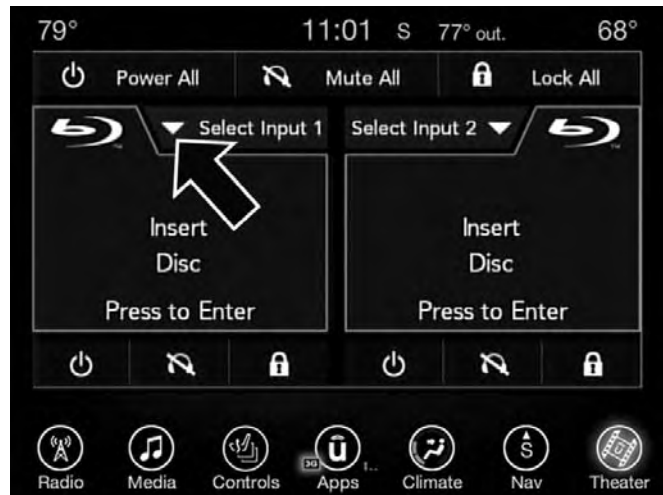 79° 11:01 S 77° out. 68°
Power All Mute All Lock All
Select Input 1 Select Input 2
Insert
Disc
Press to Enter
Insert
Disc
Press to Enter
S
3G ū
Radio Media Controls Apps Climate Nav Theater